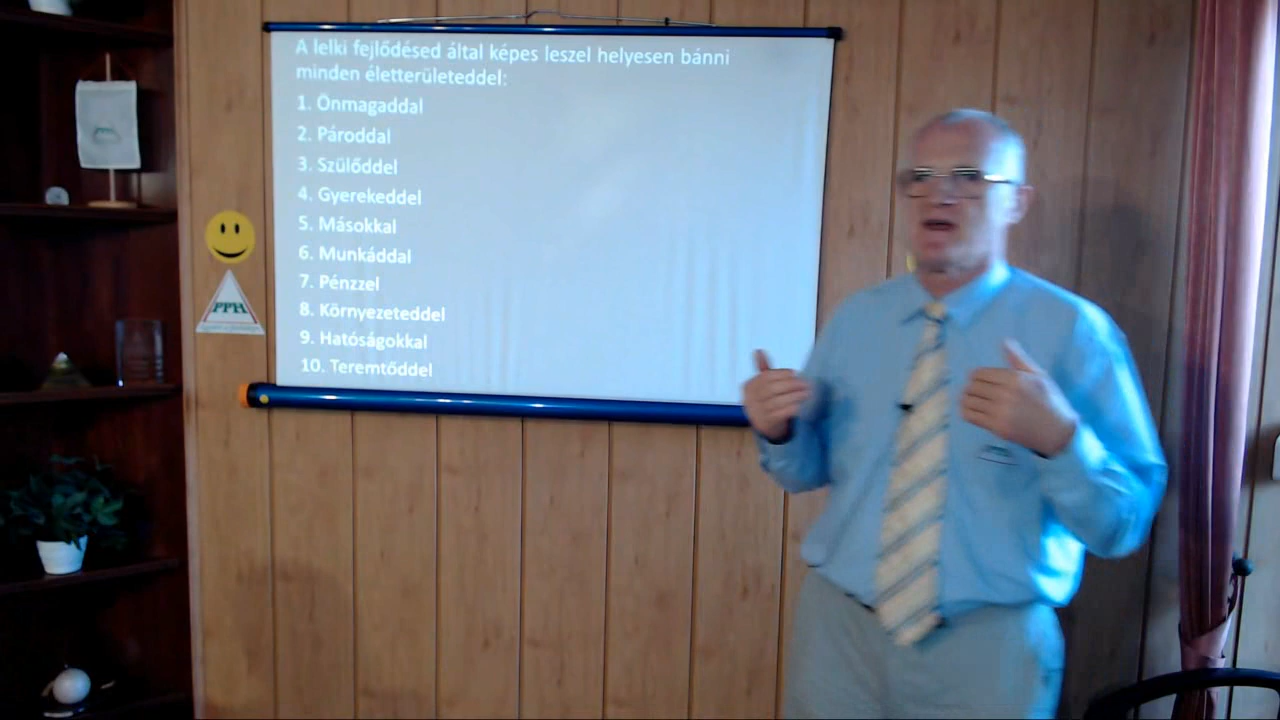 A lelki fejlődésed által képes leszel helyesen bánni
minden életterületeddel:
1. Önmagaddal
2. Pároddal
3. Szülőddel
4. Gyerekeddel
5. Másokkal
6. Munkáddal
7. Pénzzel
8. Környezeteddel
9. Hatóságokkal
10. Teremtőddel
PPH